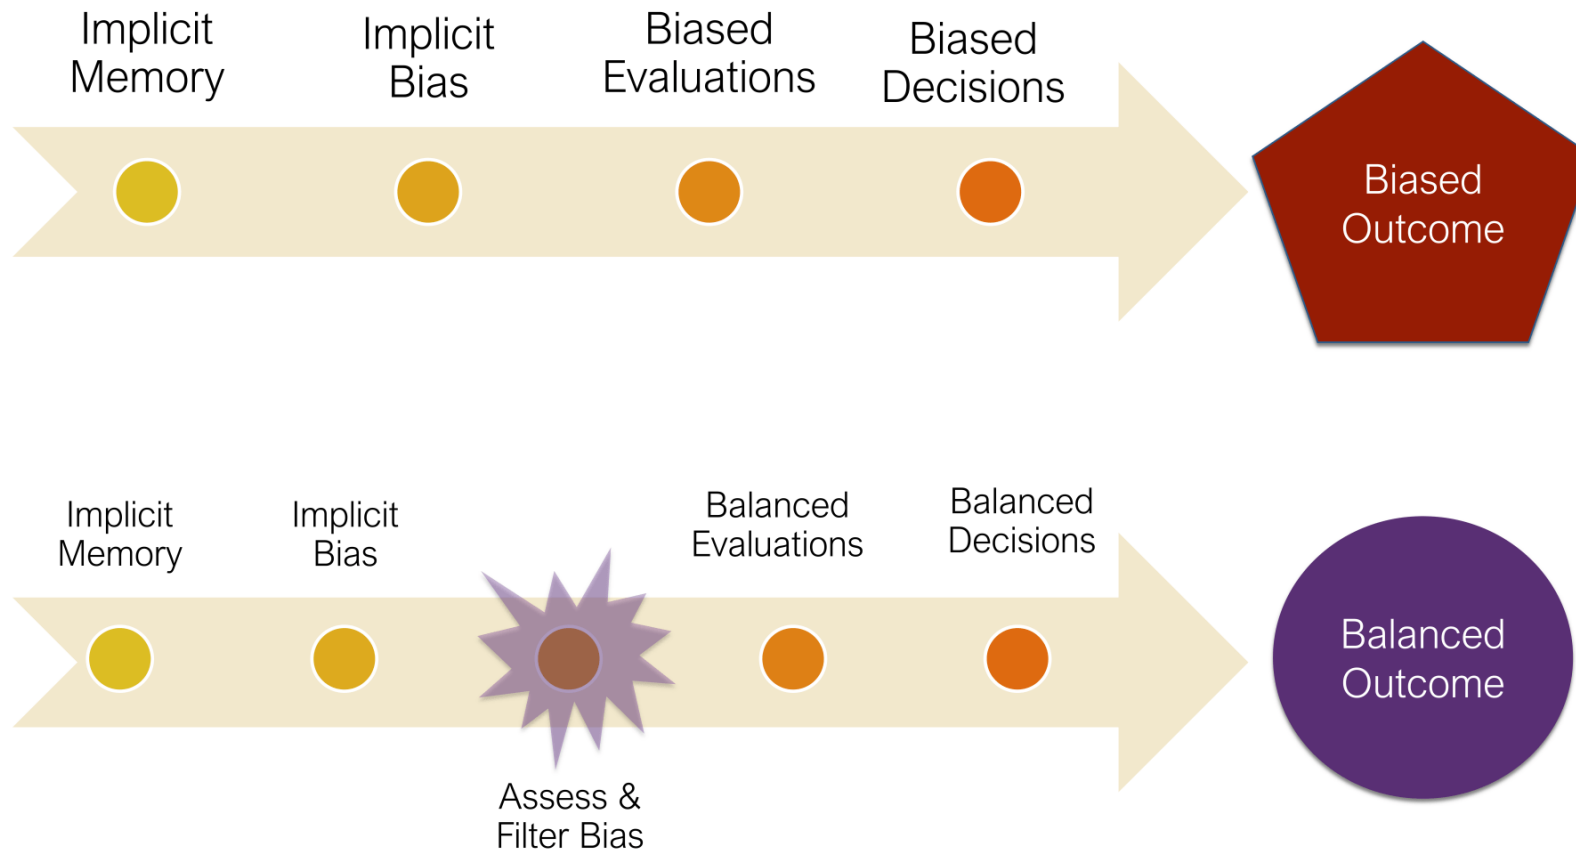 Implicit
Memory
Implicit
Bias
Biased
Evaluations
Biased
Decisions
Biased
Outcome
Implicit
Memory
Implicit
Bias
Assess &
Filter Bias
Balanced
Evaluations
Balanced
Decisions
Balanced
Outcome